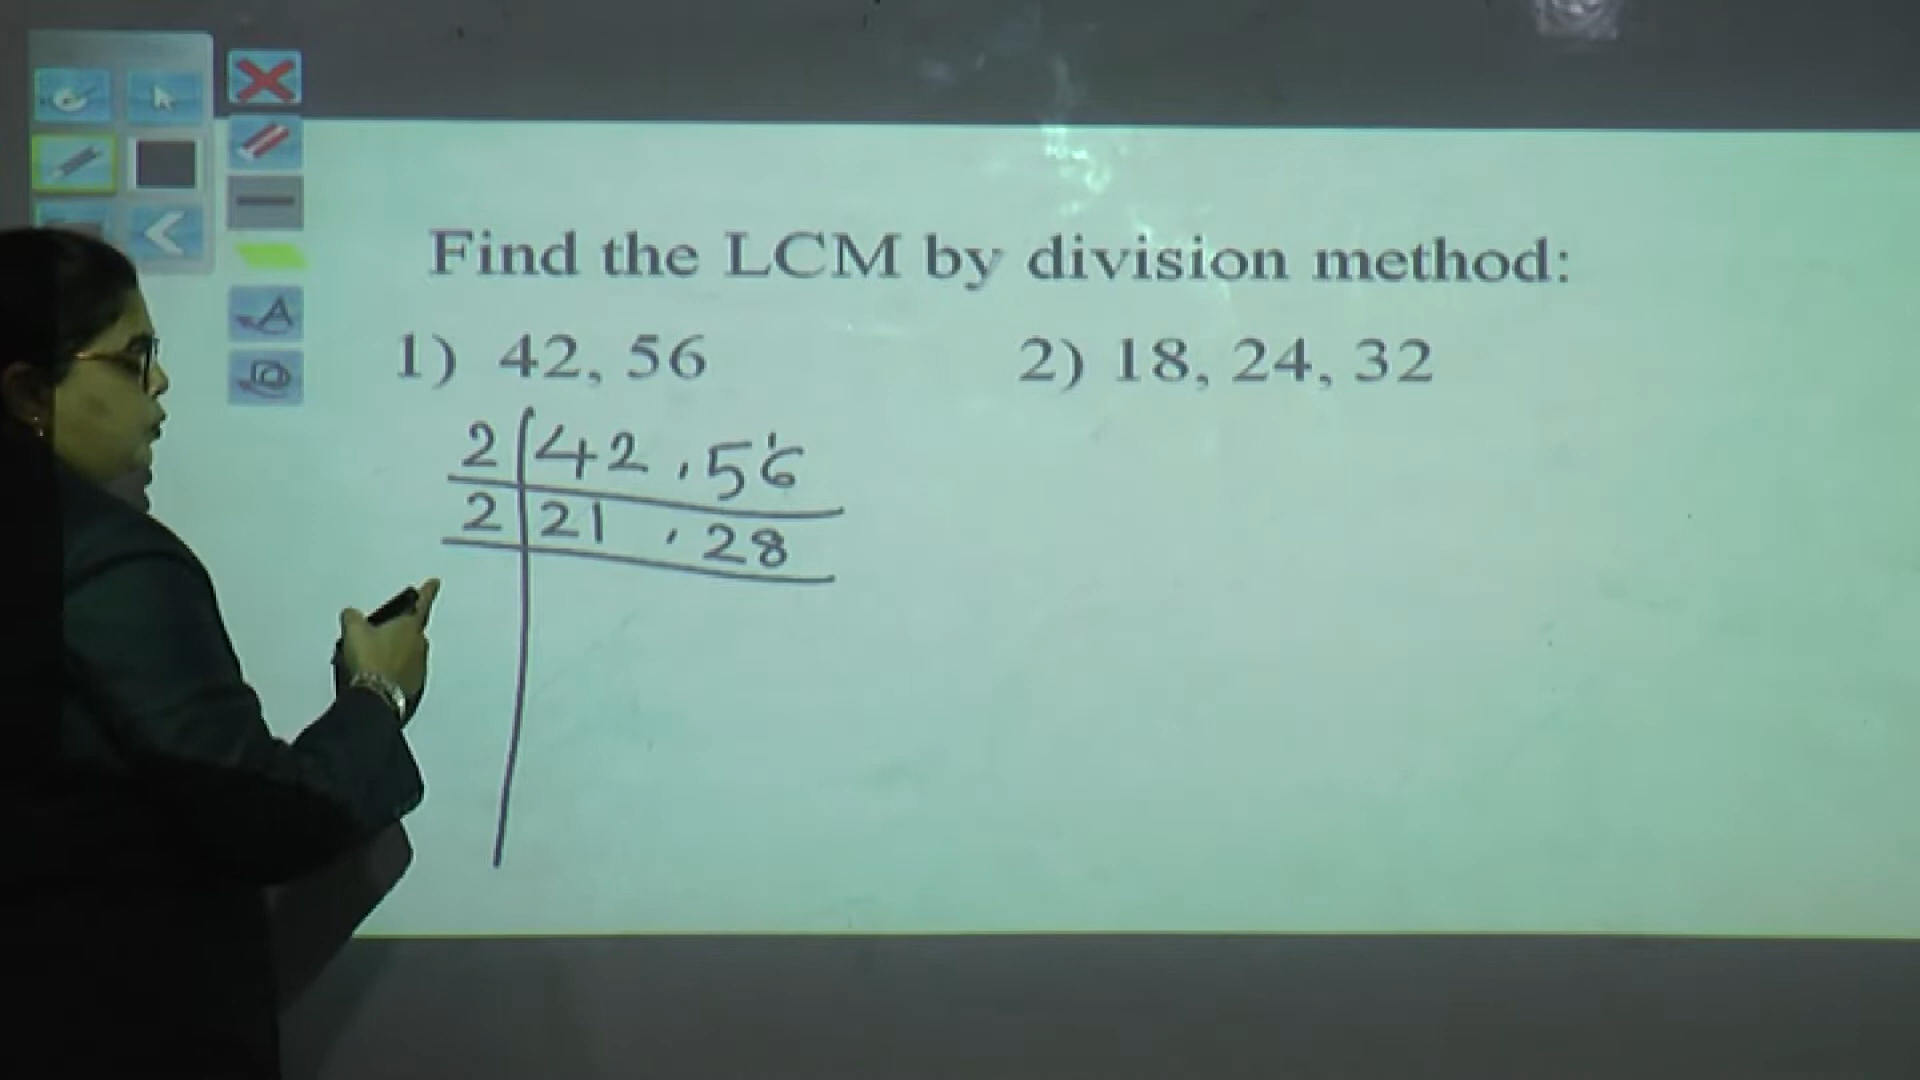 Find the LCM by division method:
1) 42, 56
2) 18, 24, 32
2 42, 56
2 21, 28
A